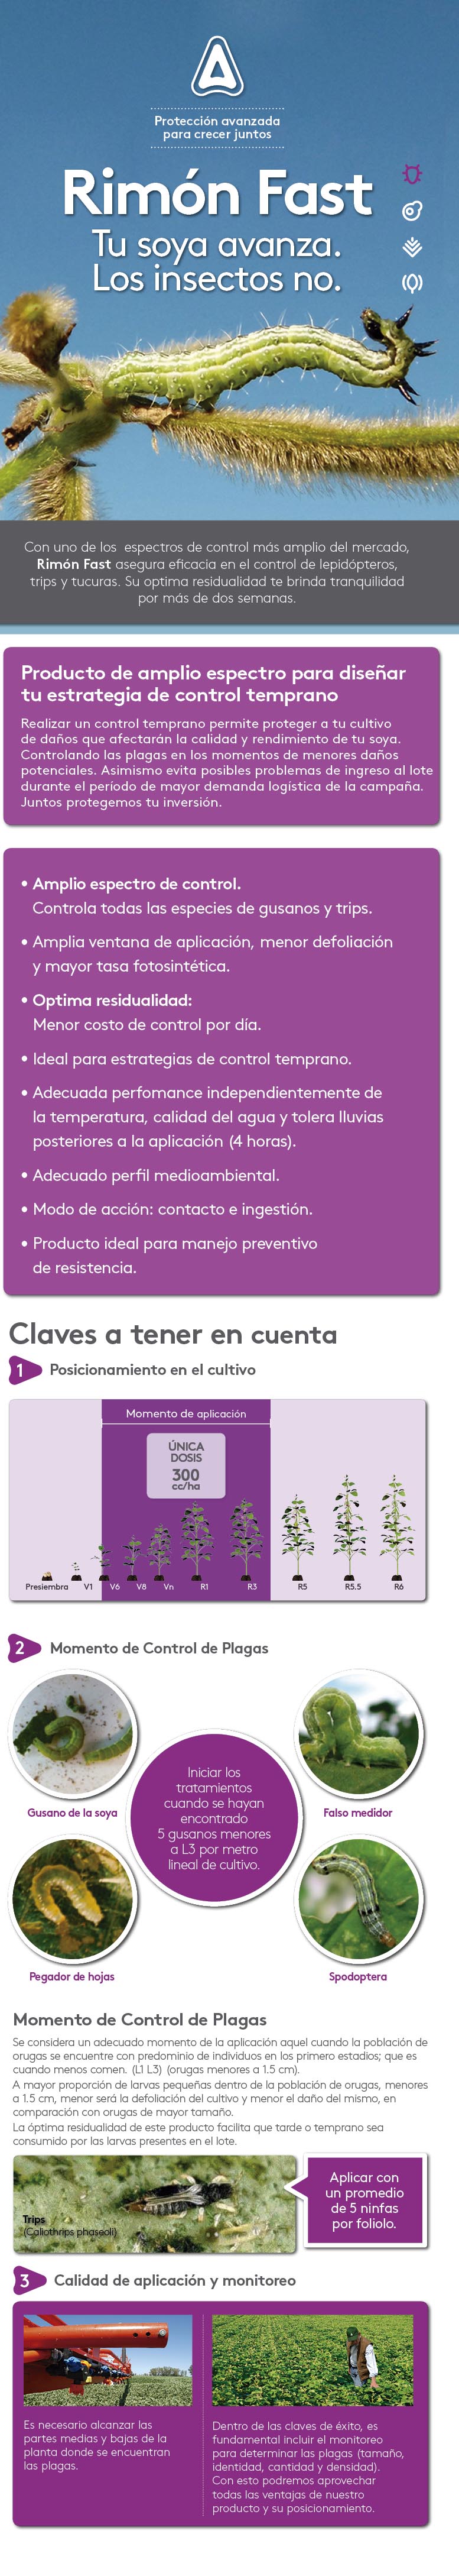 Protección avanzada
para crecer juntos
Rimón Fast
Tu soya avanza.
Los insectos no.
Con uno de los espectros de control más amplio del mercado,
Rimón Fast asegura eficacia en el control de lepidópteros,
trips y tucuras. Su optima residualidad te brinda tranquilidad
por más de dos semanas.
Producto de amplio espectro para diseñar
tu estrategia de control temprano
Realizar un control temprano permite proteger a tu cultivo
de daños que afectarán la calidad y rendimiento de tu soya.
Controlando las plagas en los momentos de menores daños
potenciales. Asimismo evita posibles problemas de ingreso al lote
durante el período de mayor demanda logística de la campaña.
Juntos protegemos tu inversión.
• Amplio espectro de control.
Controla todas las especies de gusanos y trips.
• Amplia ventana de aplicación, menor defoliación
y mayor tasa fotosintética.
• Optima residualidad:
Menor costo de control por día.
• Ideal para estrategias de control temprano.
• Adecuada perfomance independientemente de
la temperatura, calidad del agua y tolera lluvias
posteriores a la aplicación (4 horas).
• Adecuado perfil medioambiental.
• Modo de acción: contacto e ingestión.
• Producto ideal para manejo preventivo
de resistencia.
Claves a tener en cuenta
1 Posicionamiento en el cultivo
Momento de aplicación
ÚNICA
DOSIS
300
cc/ha
Presiembra V1 V6 V8 Vn R1 R3 R5 R5.5 R6
2 Momento de Control de Plagas
Iniciar los
tratamientos
cuando se hayan
encontrado
5 gusanos menores
a L3 por metro
lineal de cultivo.
Gusano de la soya
Falso medidor
Pegador de hojas
Spodoptera
Momento de Control de Plagas
Se considera un adecuado momento de la aplicación aquel cuando la población de
orugas se encuentre con predominio de individuos en los primero estadios; que es
cuando menos comen. (L1 L3) (orugas menores a 1.5 cm).
A mayor proporción de larvas pequeñas dentro de la población de orugas, menores
a 1.5 cm, menor será la defoliación del cultivo y menor el daño del mismo, en
comparación con orugas de mayor tamaño.
La óptima residualidad de este producto facilita que tarde o temprano sea
consumido por las larvas presentes en el lote.
Trips
(Caliothrips phaseoli)
Aplicar con
un promedio
de 5 ninfas
por foliolo.
3 Calidad de aplicación y monitoreo
Es necesario alcanzar las
partes medias y bajas de la
planta donde se encuentran
las plagas.
Dentro de las claves de éxito, es
fundamental incluir el monitoreo
para determinar las plagas (tamaño,
identidad, cantidad y densidad).
Con esto podremos aprovechar
todas las ventajas de nuestro
producto y su posicionamiento.